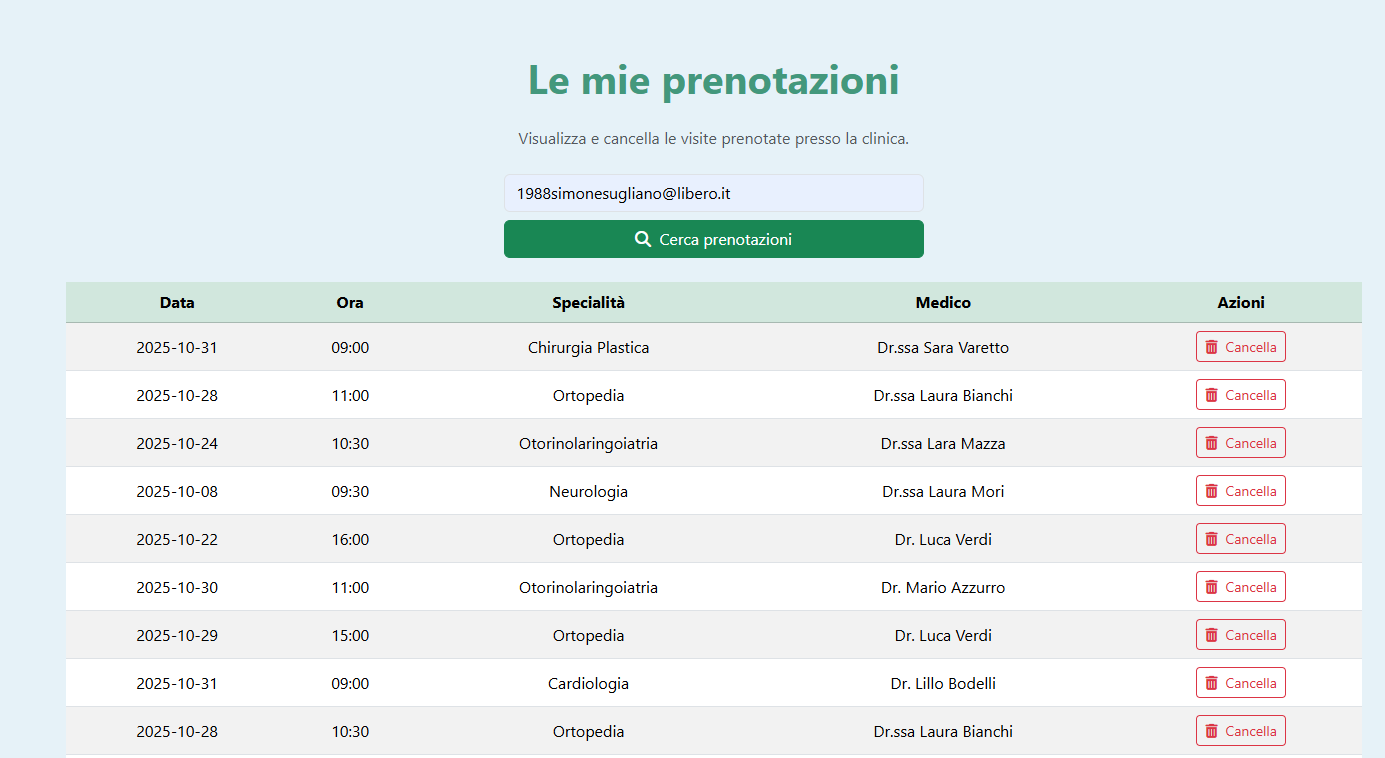 Le mie prenotazioni
Visualizza e cancella le visite prenotate presso la clinica.
1988simonesugliano@libero.it
Cerca prenotazioni
Data Ora Specialità Medico Azioni
2025-10-31 09:00 Chirurgia Plastica Dr.ssa Sara Varetto Cancella
2025-10-28 11:00 Ortopedia Dr.ssa Laura Bianchi Cancella
2025-10-24 10:30 Otorinolaringoiatria Dr.ssa Lara Mazza Cancella
2025-10-08 09:30 Neurologia Dr.ssa Laura Mori Cancella
2025-10-22 16:00 Ortopedia Dr. Luca Verdi Cancella
2025-10-30 11:00 Otorinolaringoiatria Dr. Mario Azzurro Cancella
2025-10-29 15:00 Ortopedia Dr. Luca Verdi Cancella
2025-10-31 09:00 Cardiologia Dr. Lillo Bodelli Cancella
2025-10-28 10:30 Ortopedia Dr.ssa Laura Bianchi Cancella